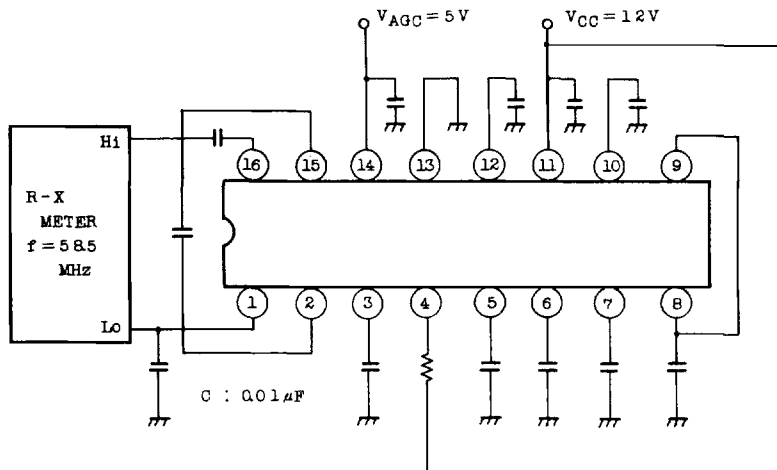 VAGC=5V
VCC=12V
Hi
16 15 14 13 12 11 10 9
R-X
METER
f=58.5
MHz
1 2 3 4 5 6 7 8
Lo
C : 0.01μF